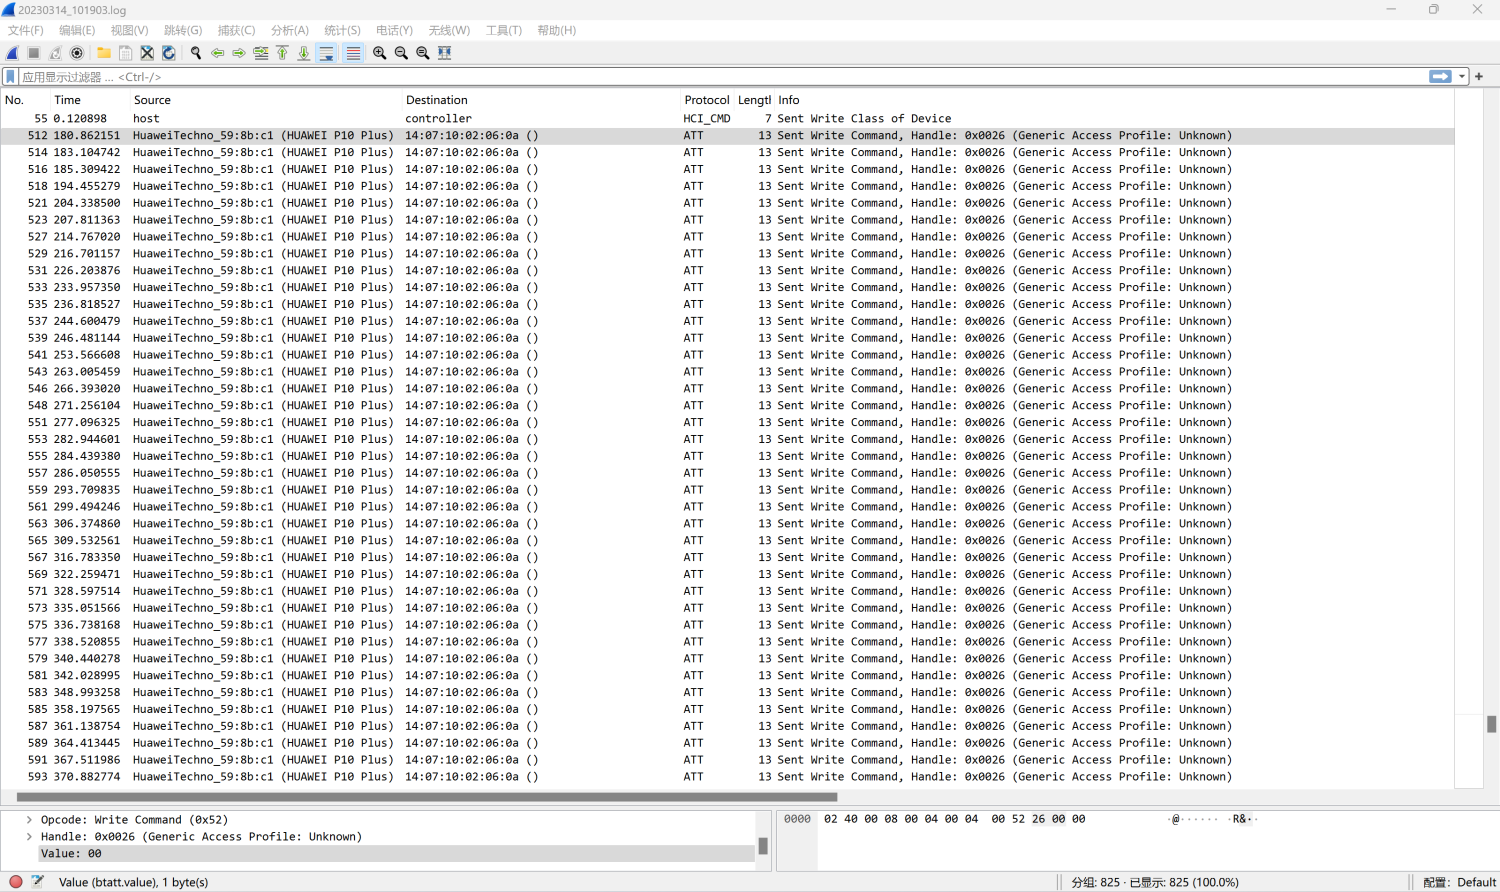 20230314_101903.log
文件(F) 编辑(E) 视图(V) 跳转(G) 捕获(C) 分析(A) 统计(S) 电话(Y) 无线(W) 工具(T) 帮助(H)
应用显示过滤器 … <Ctrl-/>
No. Time Source Destination Protocol Lengtl Info
55 0.120898 host controller HCI_CMD 7 Sent Write Class of Device
512 180.862151 HuaweiTechno_59:8b:c1 (HUAWEI P10 Plus) 14:07:10:02:06:0a () ATT 13 Sent Write Command, Handle: 0x0026 (Generic Access Profile: Unknown)
514 183.104742 HuaweiTechno_59:8b:c1 (HUAWEI P10 Plus) 14:07:10:02:06:0a () ATT 13 Sent Write Command, Handle: 0x0026 (Generic Access Profile: Unknown)
516 185.309422 HuaweiTechno_59:8b:c1 (HUAWEI P10 Plus) 14:07:10:02:06:0a () ATT 13 Sent Write Command, Handle: 0x0026 (Generic Access Profile: Unknown)
518 194.455279 HuaweiTechno_59:8b:c1 (HUAWEI P10 Plus) 14:07:10:02:06:0a () ATT 13 Sent Write Command, Handle: 0x0026 (Generic Access Profile: Unknown)
521 204.338500 HuaweiTechno_59:8b:c1 (HUAWEI P10 Plus) 14:07:10:02:06:0a () ATT 13 Sent Write Command, Handle: 0x0026 (Generic Access Profile: Unknown)
523 207.811363 HuaweiTechno_59:8b:c1 (HUAWEI P10 Plus) 14:07:10:02:06:0a () ATT 13 Sent Write Command, Handle: 0x0026 (Generic Access Profile: Unknown)
527 214.767020 HuaweiTechno_59:8b:c1 (HUAWEI P10 Plus) 14:07:10:02:06:0a () ATT 13 Sent Write Command, Handle: 0x0026 (Generic Access Profile: Unknown)
529 216.701157 HuaweiTechno_59:8b:c1 (HUAWEI P10 Plus) 14:07:10:02:06:0a () ATT 13 Sent Write Command, Handle: 0x0026 (Generic Access Profile: Unknown)
531 226.203876 HuaweiTechno_59:8b:c1 (HUAWEI P10 Plus) 14:07:10:02:06:0a () ATT 13 Sent Write Command, Handle: 0x0026 (Generic Access Profile: Unknown)
533 233.957350 HuaweiTechno_59:8b:c1 (HUAWEI P10 Plus) 14:07:10:02:06:0a () ATT 13 Sent Write Command, Handle: 0x0026 (Generic Access Profile: Unknown)
535 236.818527 HuaweiTechno_59:8b:c1 (HUAWEI P10 Plus) 14:07:10:02:06:0a () ATT 13 Sent Write Command, Handle: 0x0026 (Generic Access Profile: Unknown)
537 244.600479 HuaweiTechno_59:8b:c1 (HUAWEI P10 Plus) 14:07:10:02:06:0a () ATT 13 Sent Write Command, Handle: 0x0026 (Generic Access Profile: Unknown)
539 246.481144 HuaweiTechno_59:8b:c1 (HUAWEI P10 Plus) 14:07:10:02:06:0a () ATT 13 Sent Write Command, Handle: 0x0026 (Generic Access Profile: Unknown)
541 253.566608 HuaweiTechno_59:8b:c1 (HUAWEI P10 Plus) 14:07:10:02:06:0a () ATT 13 Sent Write Command, Handle: 0x0026 (Generic Access Profile: Unknown)
543 263.005459 HuaweiTechno_59:8b:c1 (HUAWEI P10 Plus) 14:07:10:02:06:0a () ATT 13 Sent Write Command, Handle: 0x0026 (Generic Access Profile: Unknown)
546 266.393020 HuaweiTechno_59:8b:c1 (HUAWEI P10 Plus) 14:07:10:02:06:0a () ATT 13 Sent Write Command, Handle: 0x0026 (Generic Access Profile: Unknown)
548 271.256104 HuaweiTechno_59:8b:c1 (HUAWEI P10 Plus) 14:07:10:02:06:0a () ATT 13 Sent Write Command, Handle: 0x0026 (Generic Access Profile: Unknown)
551 277.096325 HuaweiTechno_59:8b:c1 (HUAWEI P10 Plus) 14:07:10:02:06:0a () ATT 13 Sent Write Command, Handle: 0x0026 (Generic Access Profile: Unknown)
553 282.944601 HuaweiTechno_59:8b:c1 (HUAWEI P10 Plus) 14:07:10:02:06:0a () ATT 13 Sent Write Command, Handle: 0x0026 (Generic Access Profile: Unknown)
555 284.439380 HuaweiTechno_59:8b:c1 (HUAWEI P10 Plus) 14:07:10:02:06:0a () ATT 13 Sent Write Command, Handle: 0x0026 (Generic Access Profile: Unknown)
557 286.050555 HuaweiTechno_59:8b:c1 (HUAWEI P10 Plus) 14:07:10:02:06:0a () ATT 13 Sent Write Command, Handle: 0x0026 (Generic Access Profile: Unknown)
559 293.709835 HuaweiTechno_59:8b:c1 (HUAWEI P10 Plus) 14:07:10:02:06:0a () ATT 13 Sent Write Command, Handle: 0x0026 (Generic Access Profile: Unknown)
561 299.494246 HuaweiTechno_59:8b:c1 (HUAWEI P10 Plus) 14:07:10:02:06:0a () ATT 13 Sent Write Command, Handle: 0x0026 (Generic Access Profile: Unknown)
563 306.374860 HuaweiTechno_59:8b:c1 (HUAWEI P10 Plus) 14:07:10:02:06:0a () ATT 13 Sent Write Command, Handle: 0x0026 (Generic Access Profile: Unknown)
565 309.532561 HuaweiTechno_59:8b:c1 (HUAWEI P10 Plus) 14:07:10:02:06:0a () ATT 13 Sent Write Command, Handle: 0x0026 (Generic Access Profile: Unknown)
567 316.783350 HuaweiTechno_59:8b:c1 (HUAWEI P10 Plus) 14:07:10:02:06:0a () ATT 13 Sent Write Command, Handle: 0x0026 (Generic Access Profile: Unknown)
569 322.259471 HuaweiTechno_59:8b:c1 (HUAWEI P10 Plus) 14:07:10:02:06:0a () ATT 13 Sent Write Command, Handle: 0x0026 (Generic Access Profile: Unknown)
571 328.597514 HuaweiTechno_59:8b:c1 (HUAWEI P10 Plus) 14:07:10:02:06:0a () ATT 13 Sent Write Command, Handle: 0x0026 (Generic Access Profile: Unknown)
573 335.051566 HuaweiTechno_59:8b:c1 (HUAWEI P10 Plus) 14:07:10:02:06:0a () ATT 13 Sent Write Command, Handle: 0x0026 (Generic Access Profile: Unknown)
575 336.738168 HuaweiTechno_59:8b:c1 (HUAWEI P10 Plus) 14:07:10:02:06:0a () ATT 13 Sent Write Command, Handle: 0x0026 (Generic Access Profile: Unknown)
577 338.520855 HuaweiTechno_59:8b:c1 (HUAWEI P10 Plus) 14:07:10:02:06:0a () ATT 13 Sent Write Command, Handle: 0x0026 (Generic Access Profile: Unknown)
579 340.440278 HuaweiTechno_59:8b:c1 (HUAWEI P10 Plus) 14:07:10:02:06:0a () ATT 13 Sent Write Command, Handle: 0x0026 (Generic Access Profile: Unknown)
581 342.028995 HuaweiTechno_59:8b:c1 (HUAWEI P10 Plus) 14:07:10:02:06:0a () ATT 13 Sent Write Command, Handle: 0x0026 (Generic Access Profile: Unknown)
583 348.993258 HuaweiTechno_59:8b:c1 (HUAWEI P10 Plus) 14:07:10:02:06:0a () ATT 13 Sent Write Command, Handle: 0x0026 (Generic Access Profile: Unknown)
585 358.197565 HuaweiTechno_59:8b:c1 (HUAWEI P10 Plus) 14:07:10:02:06:0a () ATT 13 Sent Write Command, Handle: 0x0026 (Generic Access Profile: Unknown)
587 361.138754 HuaweiTechno_59:8b:c1 (HUAWEI P10 Plus) 14:07:10:02:06:0a () ATT 13 Sent Write Command, Handle: 0x0026 (Generic Access Profile: Unknown)
589 364.413445 HuaweiTechno_59:8b:c1 (HUAWEI P10 Plus) 14:07:10:02:06:0a () ATT 13 Sent Write Command, Handle: 0x0026 (Generic Access Profile: Unknown)
591 367.511986 HuaweiTechno_59:8b:c1 (HUAWEI P10 Plus) 14:07:10:02:06:0a () ATT 13 Sent Write Command, Handle: 0x0026 (Generic Access Profile: Unknown)
593 370.882774 HuaweiTechno_59:8b:c1 (HUAWEI P10 Plus) 14:07:10:02:06:0a () ATT 13 Sent Write Command, Handle: 0x0026 (Generic Access Profile: Unknown)
Opcode: Write Command (0x52)
Handle: 0x0026 (Generic Access Profile: Unknown)
Value: 00
0000 02 40 00 08 00 04 00 04 00 52 26 00 00 ·@······ ·R&··
Value (btatt.value), 1 byte(s)
分组: 825 · 已显示: 825 (100.0%)
配置: Default